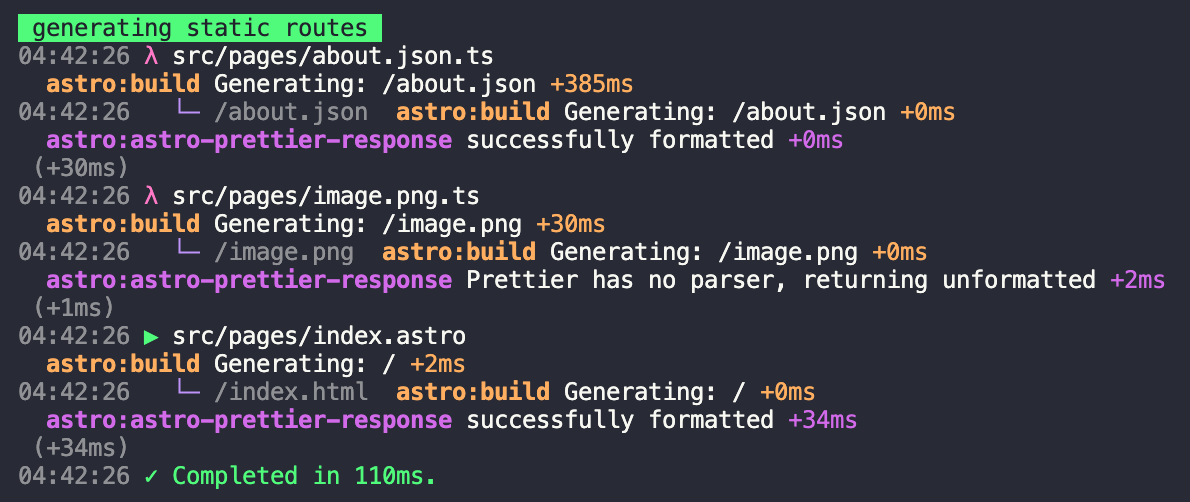 generating static routes
04:42:26 λ src/pages/about.json.ts
astro:build Generating: /about.json +385ms
04:42:26 └─ /about.json astro:build Generating: /about.json +0ms
astro:astro-prettier-response successfully formatted +0ms
(+30ms)
04:42:26 λ src/pages/image.png.ts
astro:build Generating: /image.png +30ms
04:42:26 └─ /image.png astro:build Generating: /image.png +0ms
astro:astro-prettier-response Prettier has no parser, returning unformatted +2ms
(+1ms)
04:42:26 ▶ src/pages/index.astro
astro:build Generating: / +2ms
04:42:26 └─ /index.html astro:build Generating: / +0ms
astro:astro-prettier-response successfully formatted +34ms
(+34ms)
04:42:26 ✓ Completed in 110ms.